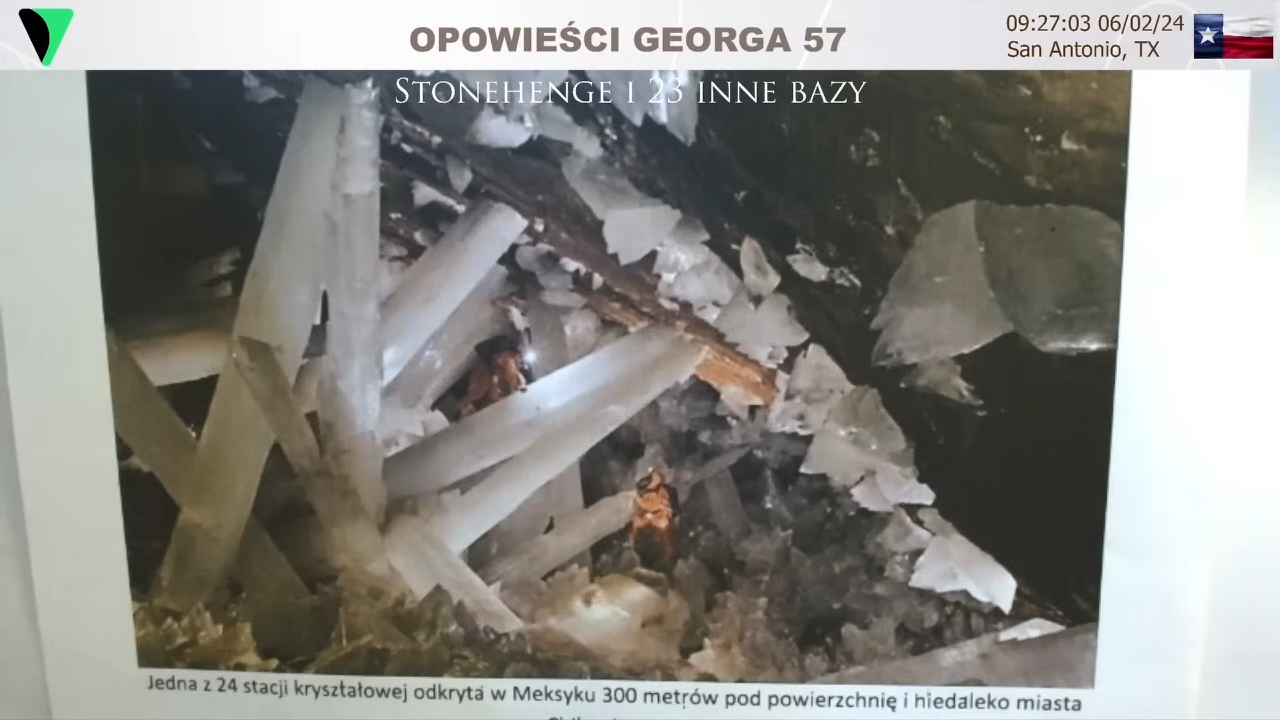 OPOWIEŚCI GEORGA 57
09:27:03 06/02/24
San Antonio, TX
STONEHENGE I 23 INNE BAZY
Jedna z 24 stacji kryształowej odkryta w Meksyku 300 metrów pod powierzchnię i niedaleko miasta